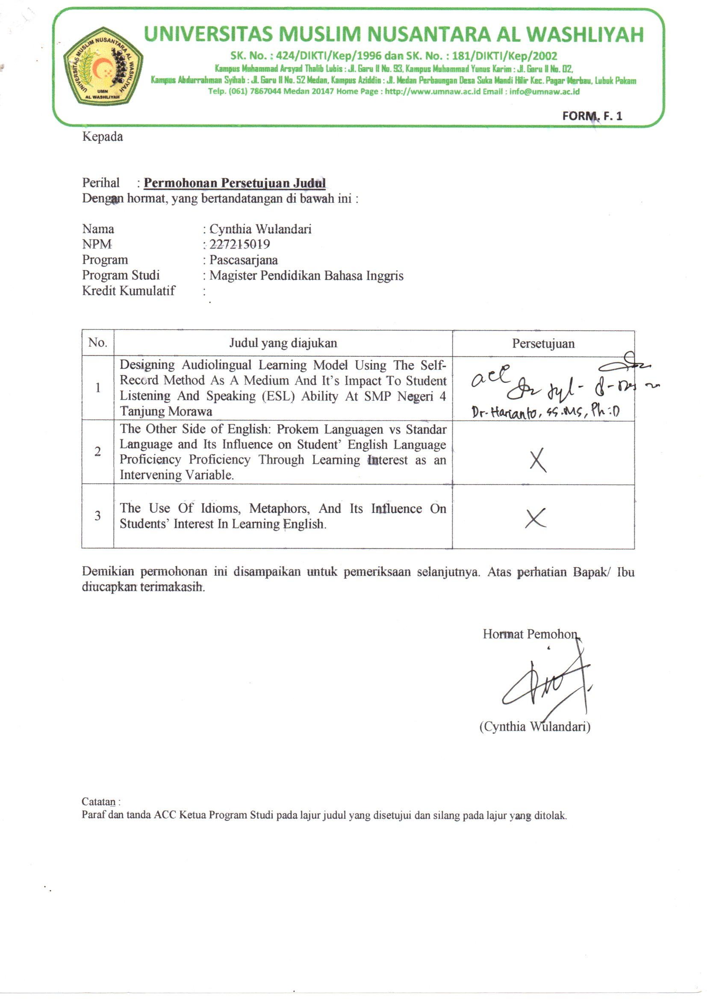 UNIVERSITAS MUSLIM NUSANTARA AL WASHLIYAH
SK. No. : 424/DIKTI/Kep/1996 dan SK. No. : 181/DIKTI/Kep/2002
Kampus Muhammad Arsyad Thalib Lubis : Jl. Garu II No. 93, Kampus Muhammad Yunus Karim : Jl. Garu II No. 02,
Kampus Abdurrahman Syihab : Jl. Garu II No. 52 Medan, Kampus Aziddin : Jl. Medan Perbaungan Desa Suka Mandi Hilir Kec. Pagar Merbau, Lubuk Pakam
Telp. (061) 7867044 Medan 20147 Home Page : http://www.umnaw.ac.id Email : info@umnaw.ac.id
UNIVERSITAS MUSLIM NUSANTARA AL WASHLIYAH
UMN
AL WASHLIYAH
FORM. F. 1
Kepada
Perihal : Permohonan Persetujuan Judul
Dengan hormat, yang bertandatangan di bawah ini :
Nama : Cynthia Wulandari
NPM : 227215019
Program : Pascasarjana
Program Studi : Magister Pendidikan Bahasa Inggris
Kredit Kumulatif :
No. Judul yang diajukan Persetujuan
1
Designing Audiolingual Learning Model Using The Self-
Record Method As A Medium And It's Impact To Student
Listening And Speaking (ESL) Ability At SMP Negeri 4
Tanjung Morawa
acc
Dr. Harianto, SS.MS, Ph.D
2
The Other Side of English: Prokem Languagen vs Standar
Language and Its Influence on Student' English Language
Proficiency Proficiency Through Learning Interest as an
Intervening Variable.
X
3
The Use Of Idioms, Metaphors, And Its Influence On
Students' Interest In Learning English.
X
Demikian permohonan ini disampaikan untuk pemeriksaan selanjutnya. Atas perhatian Bapak/ Ibu
diucapkan terimakasih.
Hormat Pemohon,
(Cynthia Wulandari)
Catatan :
Paraf dan tanda ACC Ketua Program Studi pada lajur judul yang disetujui dan silang pada lajur yang ditolak.